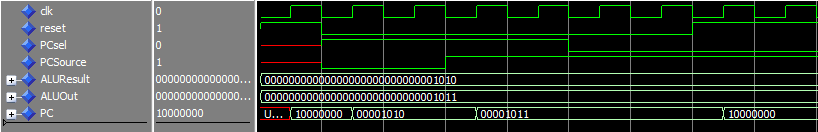 clk 0
reset 1
PCsel 0
PCSource 1
ALUResult 00000000000000... 00000000000000000000000000001010
ALUOut 00000000000000... 00000000000000000000000000001011
PC 10000000 U... 10000000 00001010 00001011 10000000